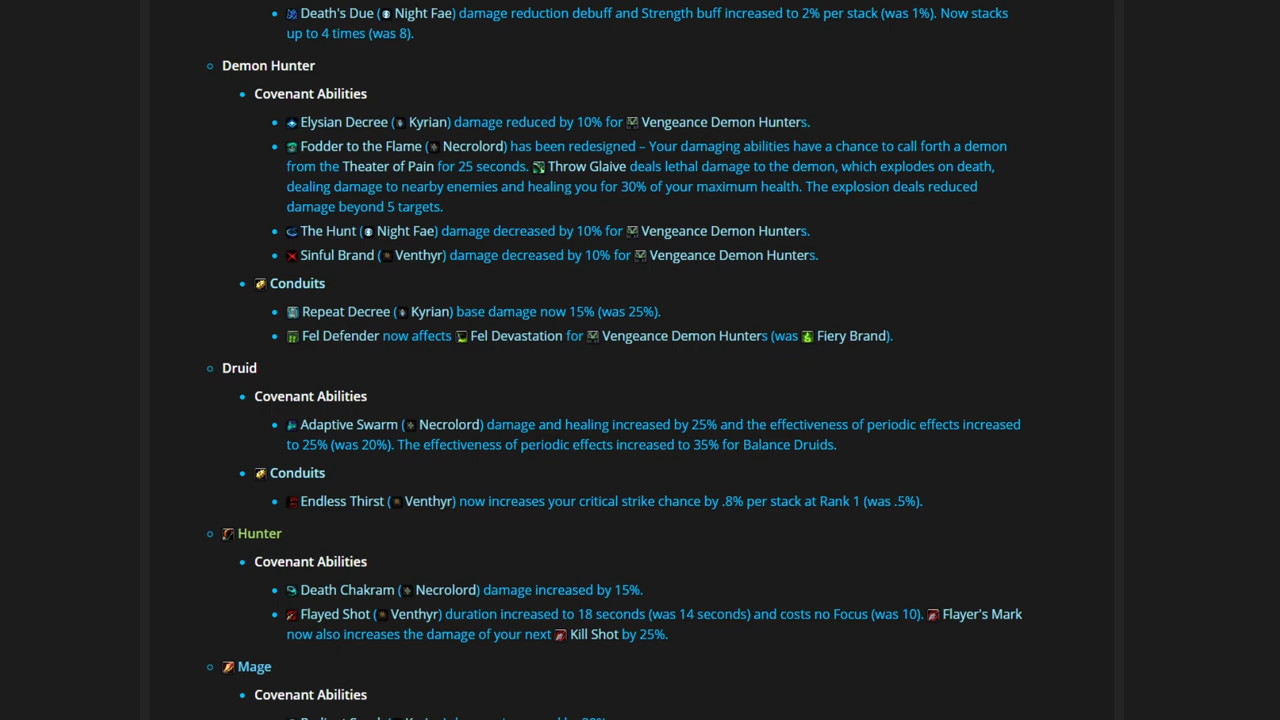 Death's Due (Night Fae) damage reduction debuff and Strength buff increased to 2% per stack (was 1%). Now stacks
up to 4 times (was 8).
Demon Hunter
Covenant Abilities
Elysian Decree (Kyrian) damage reduced by 10% for Vengeance Demon Hunters.
Fodder to the Flame (Necrolord) has been redesigned – Your damaging abilities have a chance to call forth a demon
from the Theater of Pain for 25 seconds. Throw Glaive deals lethal damage to the demon, which explodes on death,
dealing damage to nearby enemies and healing you for 30% of your maximum health. The explosion deals reduced
damage beyond 5 targets.
The Hunt (Night Fae) damage decreased by 10% for Vengeance Demon Hunters.
Sinful Brand (Venthyr) damage decreased by 10% for Vengeance Demon Hunters.
Conduits
Repeat Decree (Kyrian) base damage now 15% (was 25%).
Fel Defender now affects Fel Devastation for Vengeance Demon Hunters (was Fiery Brand).
Druid
Covenant Abilities
Adaptive Swarm (Necrolord) damage and healing increased by 25% and the effectiveness of periodic effects increased
to 25% (was 20%). The effectiveness of periodic effects increased to 35% for Balance Druids.
Conduits
Endless Thirst (Venthyr) now increases your critical strike chance by .8% per stack at Rank 1 (was .5%).
Hunter
Covenant Abilities
Death Chakram (Necrolord) damage increased by 15%.
Flayed Shot (Venthyr) duration increased to 18 seconds (was 14 seconds) and costs no Focus (was 10). Flayer's Mark
now also increases the damage of your next Kill Shot by 25%.
Mage
Covenant Abilities